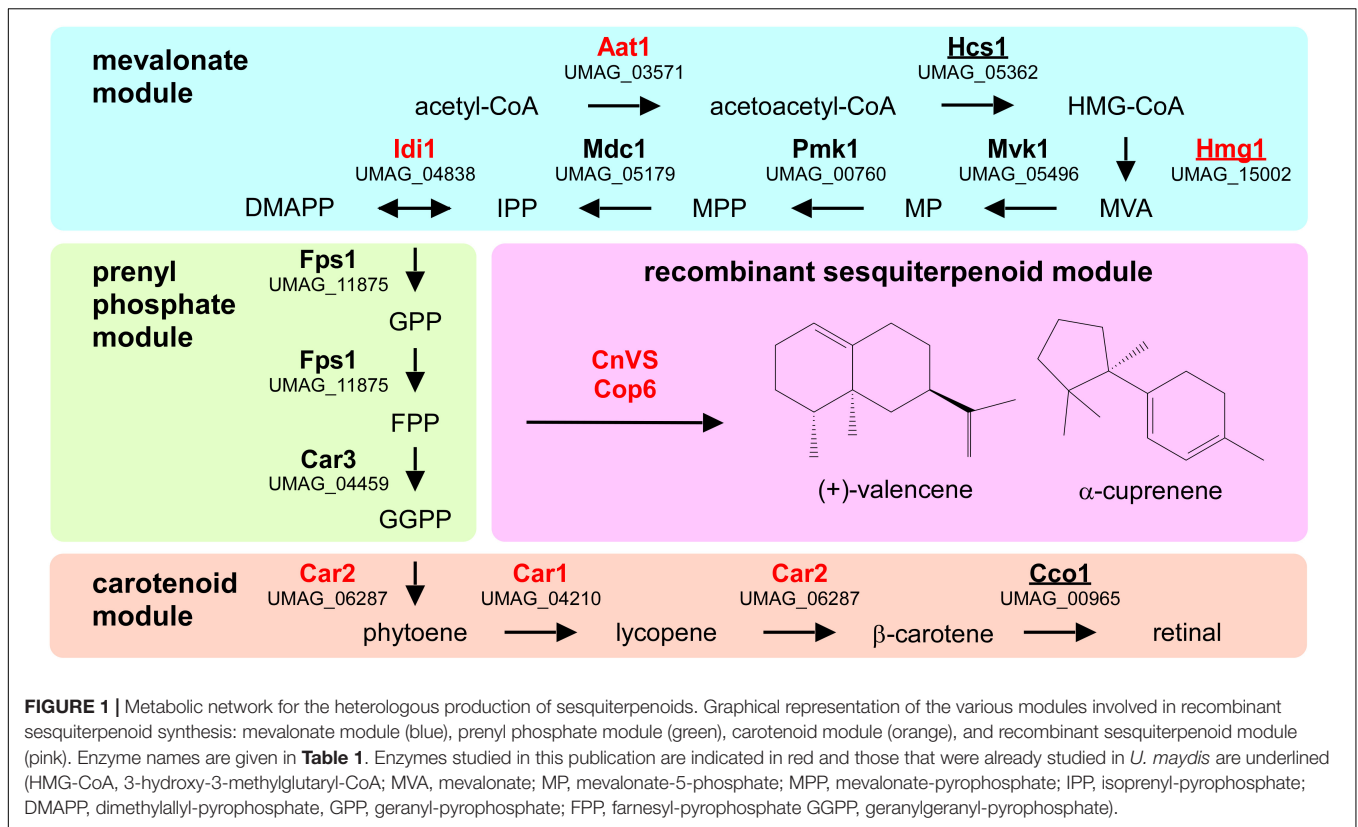 mevalonate
module
Aat1
UMAG_03571
Hcs1
UMAG_05362
acetyl-CoA
acetoacetyl-CoA
HMG-CoA
Idi1
UMAG_04838
Mdc1
UMAG_05179
Pmk1
UMAG_00760
Mvk1
UMAG_05496
Hmg1
UMAG_15002
DMAPP
IPP
MPP
MP
MVA
prenyl
phosphate
module
Fps1
UMAG_11875
GPP
Fps1
UMAG_11875
FPP
Car3
UMAG_04459
GGPP
recombinant sesquiterpenoid module
CnVS
Cop6
(+)-valencene
α-cuprenene
carotenoid
module
Car2
UMAG_06287
Car1
UMAG_04210
Car2
UMAG_06287
Cco1
UMAG_00965
phytoene
lycopene
β-carotene
retinal
FIGURE 1 | Metabolic network for the heterologous production of sesquiterpenoids. Graphical representation of the various modules involved in recombinant
sesquiterpenoid synthesis: mevalonate module (blue), prenyl phosphate module (green), carotenoid module (orange), and recombinant sesquiterpenoid module
(pink). Enzyme names are given in Table 1. Enzymes studied in this publication are indicated in red and those that were already studied in U. maydis are underlined
(HMG-CoA, 3-hydroxy-3-methylglutaryl-CoA; MVA, mevalonate; MP, mevalonate-5-phosphate; MPP, mevalonate-pyrophosphate; IPP, isoprenyl-pyrophosphate;
DMAPP, dimethylallyl-pyrophosphate, GPP, geranyl-pyrophosphate; FPP, farnesyl-pyrophosphate GGPP, geranylgeranyl-pyrophosphate).